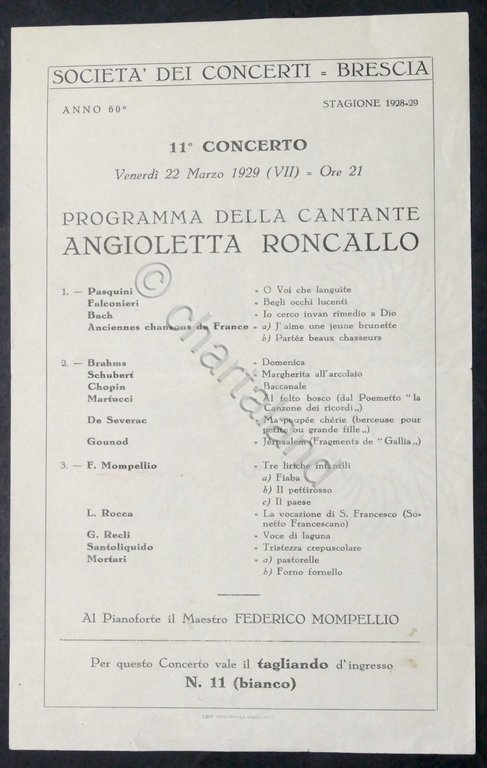 SOCIETA' DEI CONCERTI = BRESCIA
ANNO 60° STAGIONE 1928-29
11° CONCERTO
Venerdì 22 Marzo 1929 (VII) = Ore 21
PROGRAMMA DELLA CANTANTE
ANGIOLETTA RONCALLO
1. — Pasquini = O Voi che languite
Falconieri = Begli occhi lucenti
Bach = Io cerco invan rimedio a Dio
Anciennes chansons de France = a) J'aime une jeune brunette
b) Partéz beaux chasseurs
2. — Brahms = Domenica
Schubert = Margherita all'arcolaio
Chopin = Baccanale
Martucci = Al folto bosco (dal Poemetto "la
Canzone dei ricordi„)
De Severac = Ma poupée chérie (berceuse pour
petite ou grande fille„)
Gounod = Jérusalem (Fragments de "Gallia„)
3. — F. Mompellio = Tre liriche infantili
a) Fiaba
b) Il pettirosso
c) Il paese
L. Rocca = La vocazione di S. Francesco (So-
netto Francescano)
G. Recli = Voce di laguna
Santoliquido = Tristezza crepuscolare
Mortari = a) pastorelle
b) Forno fornello
Al Pianoforte il Maestro FEDERICO MOMPELLIO
Per questo Concerto vale il tagliando d'ingresso
N. 11 (bianco)
© chartaland